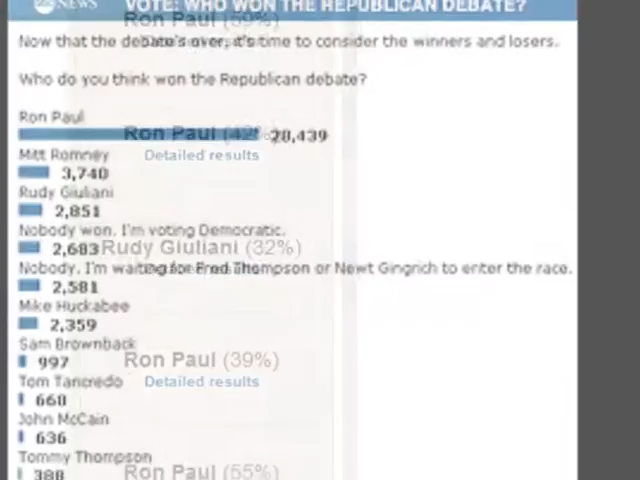 NEWS VOTE: WHO WON THE REPUBLICAN DEBATE?
Ron Paul (59%)
Now that the debate's over, it's time to consider the winners and losers.
Who do you think won the Republican debate?
Ron Paul
Ron Paul (42%)
28,439
Mitt Romney
Detailed results
3,740
Rudy Giuliani
2,851
Nobody won. I'm voting Democratic.
2,683
Rudy Giuliani (32%)
Nobody. I'm waiting for Fred Thompson or Newt Gingrich to enter the race.
2,581
Mike Huckabee
2,359
Sam Brownback
997
Ron Paul (39%)
Tom Tancredo
Detailed results
660
John McCain
636
Tommy Thompson
388
Ron Paul (55%)